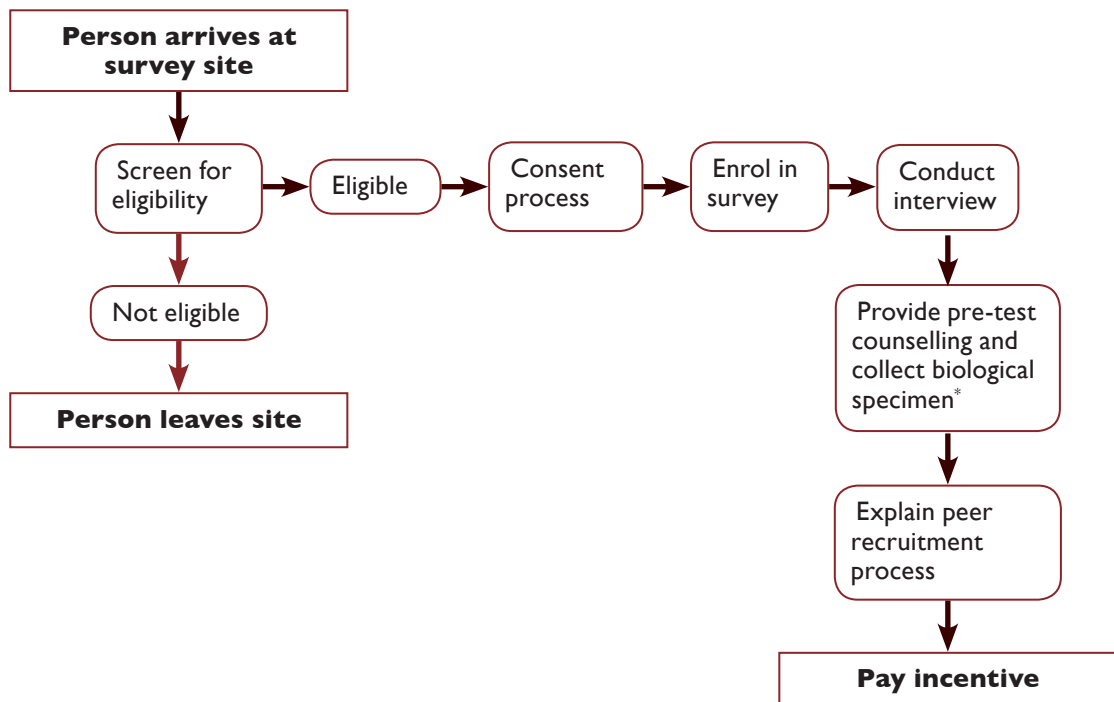 Person arrives at
survey site
Screen for
eligibility
Eligible
Consent
process
Enrol in
survey
Conduct
interview
Not eligible
Person leaves site
Provide pre-test
counselling and
collect biological
specimen*
Explain peer
recruitment
process
Pay incentive